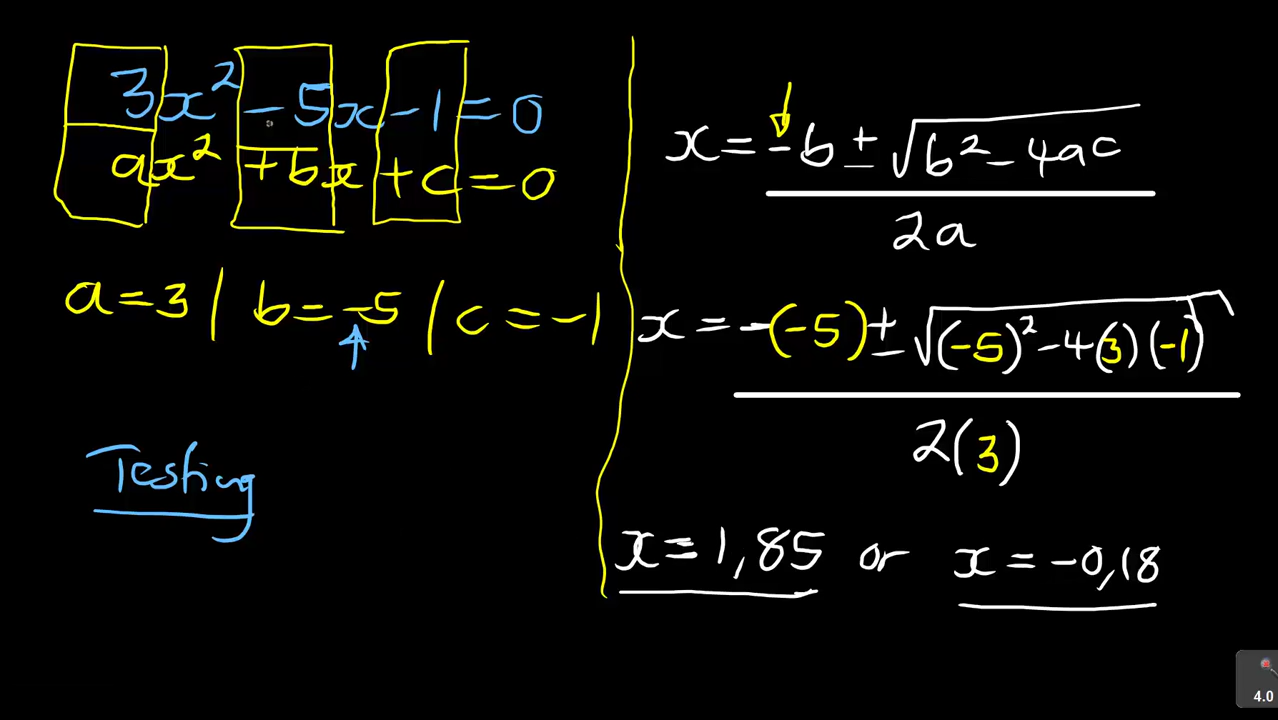 3x² - 5x - 1 = 0
ax² + bx + c = 0
a = 3 | b = -5 | c = -1
Testing
x = -b ± √b² - 4ac
2a
x = -(-5) ± √(-5)² - 4(3)(-1)
2(3)
x = 1,85 or x = -0,18
4.0